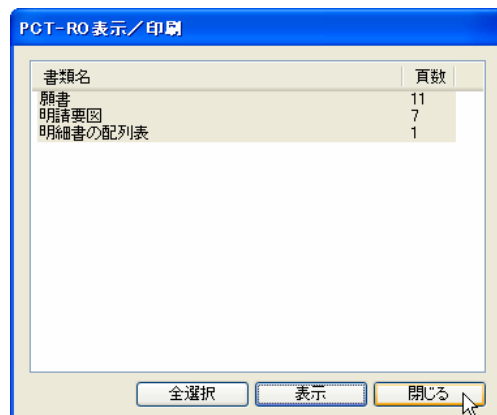 PCT-RO表示／印刷
書類名 頁数
願書 11
明請要図 7
明細書の配列表 1
全選択 表示 閉じる